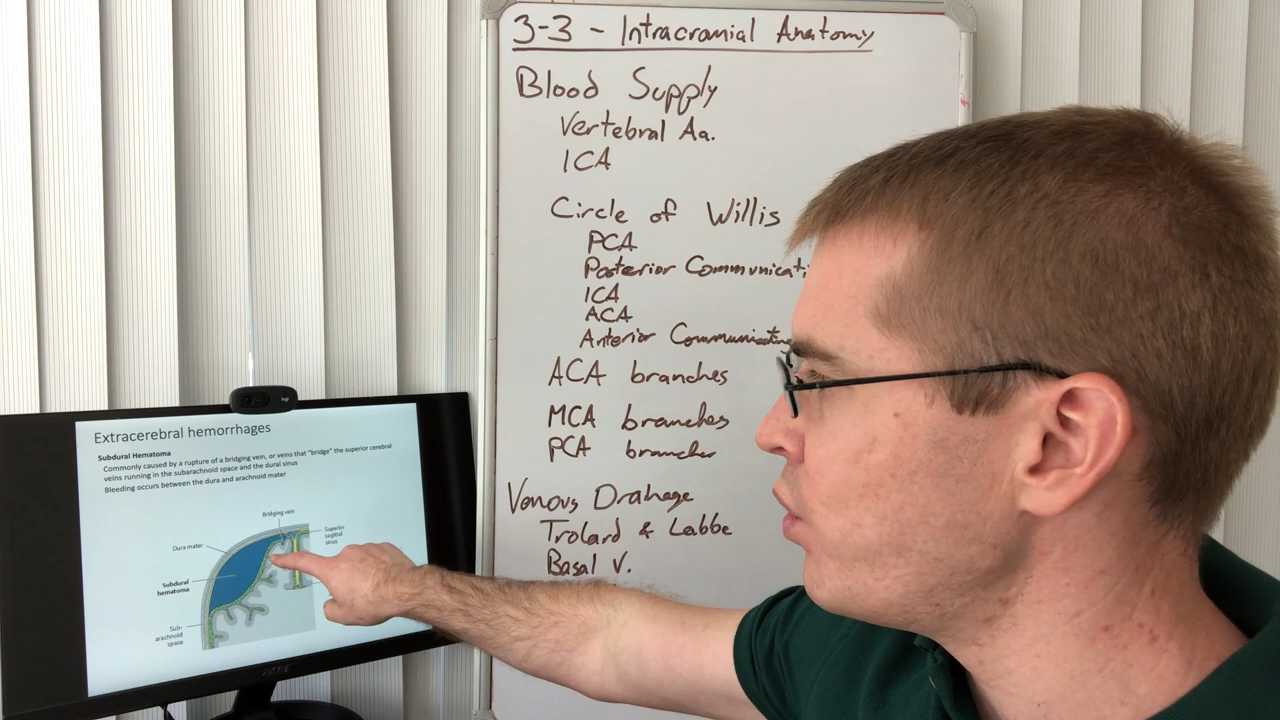 3-3 - Intracranial Anatomy
Blood Supply
Vertebral Aa.
ICA
Circle of Willis
PCA
Posterior Communicati
ICA
ACA
Anterior Communicating
ACA branches
MCA branches
PCA branches
Venous Drainage
Trolard & Labbe
Basal V.
Extracerebral hemorrhages
Subdural Hematoma
Commonly caused by a rupture of a bridging vein, or veins that "bridge" the superior cerebral
veins running in the subarachnoid space and the dural sinus
Bleeding occurs between the dura and arachnoid mater
Bridging vein
Superior
sagittal
sinus
Dura mater
Subdural
hematoma
Sub-
arachnoid
space